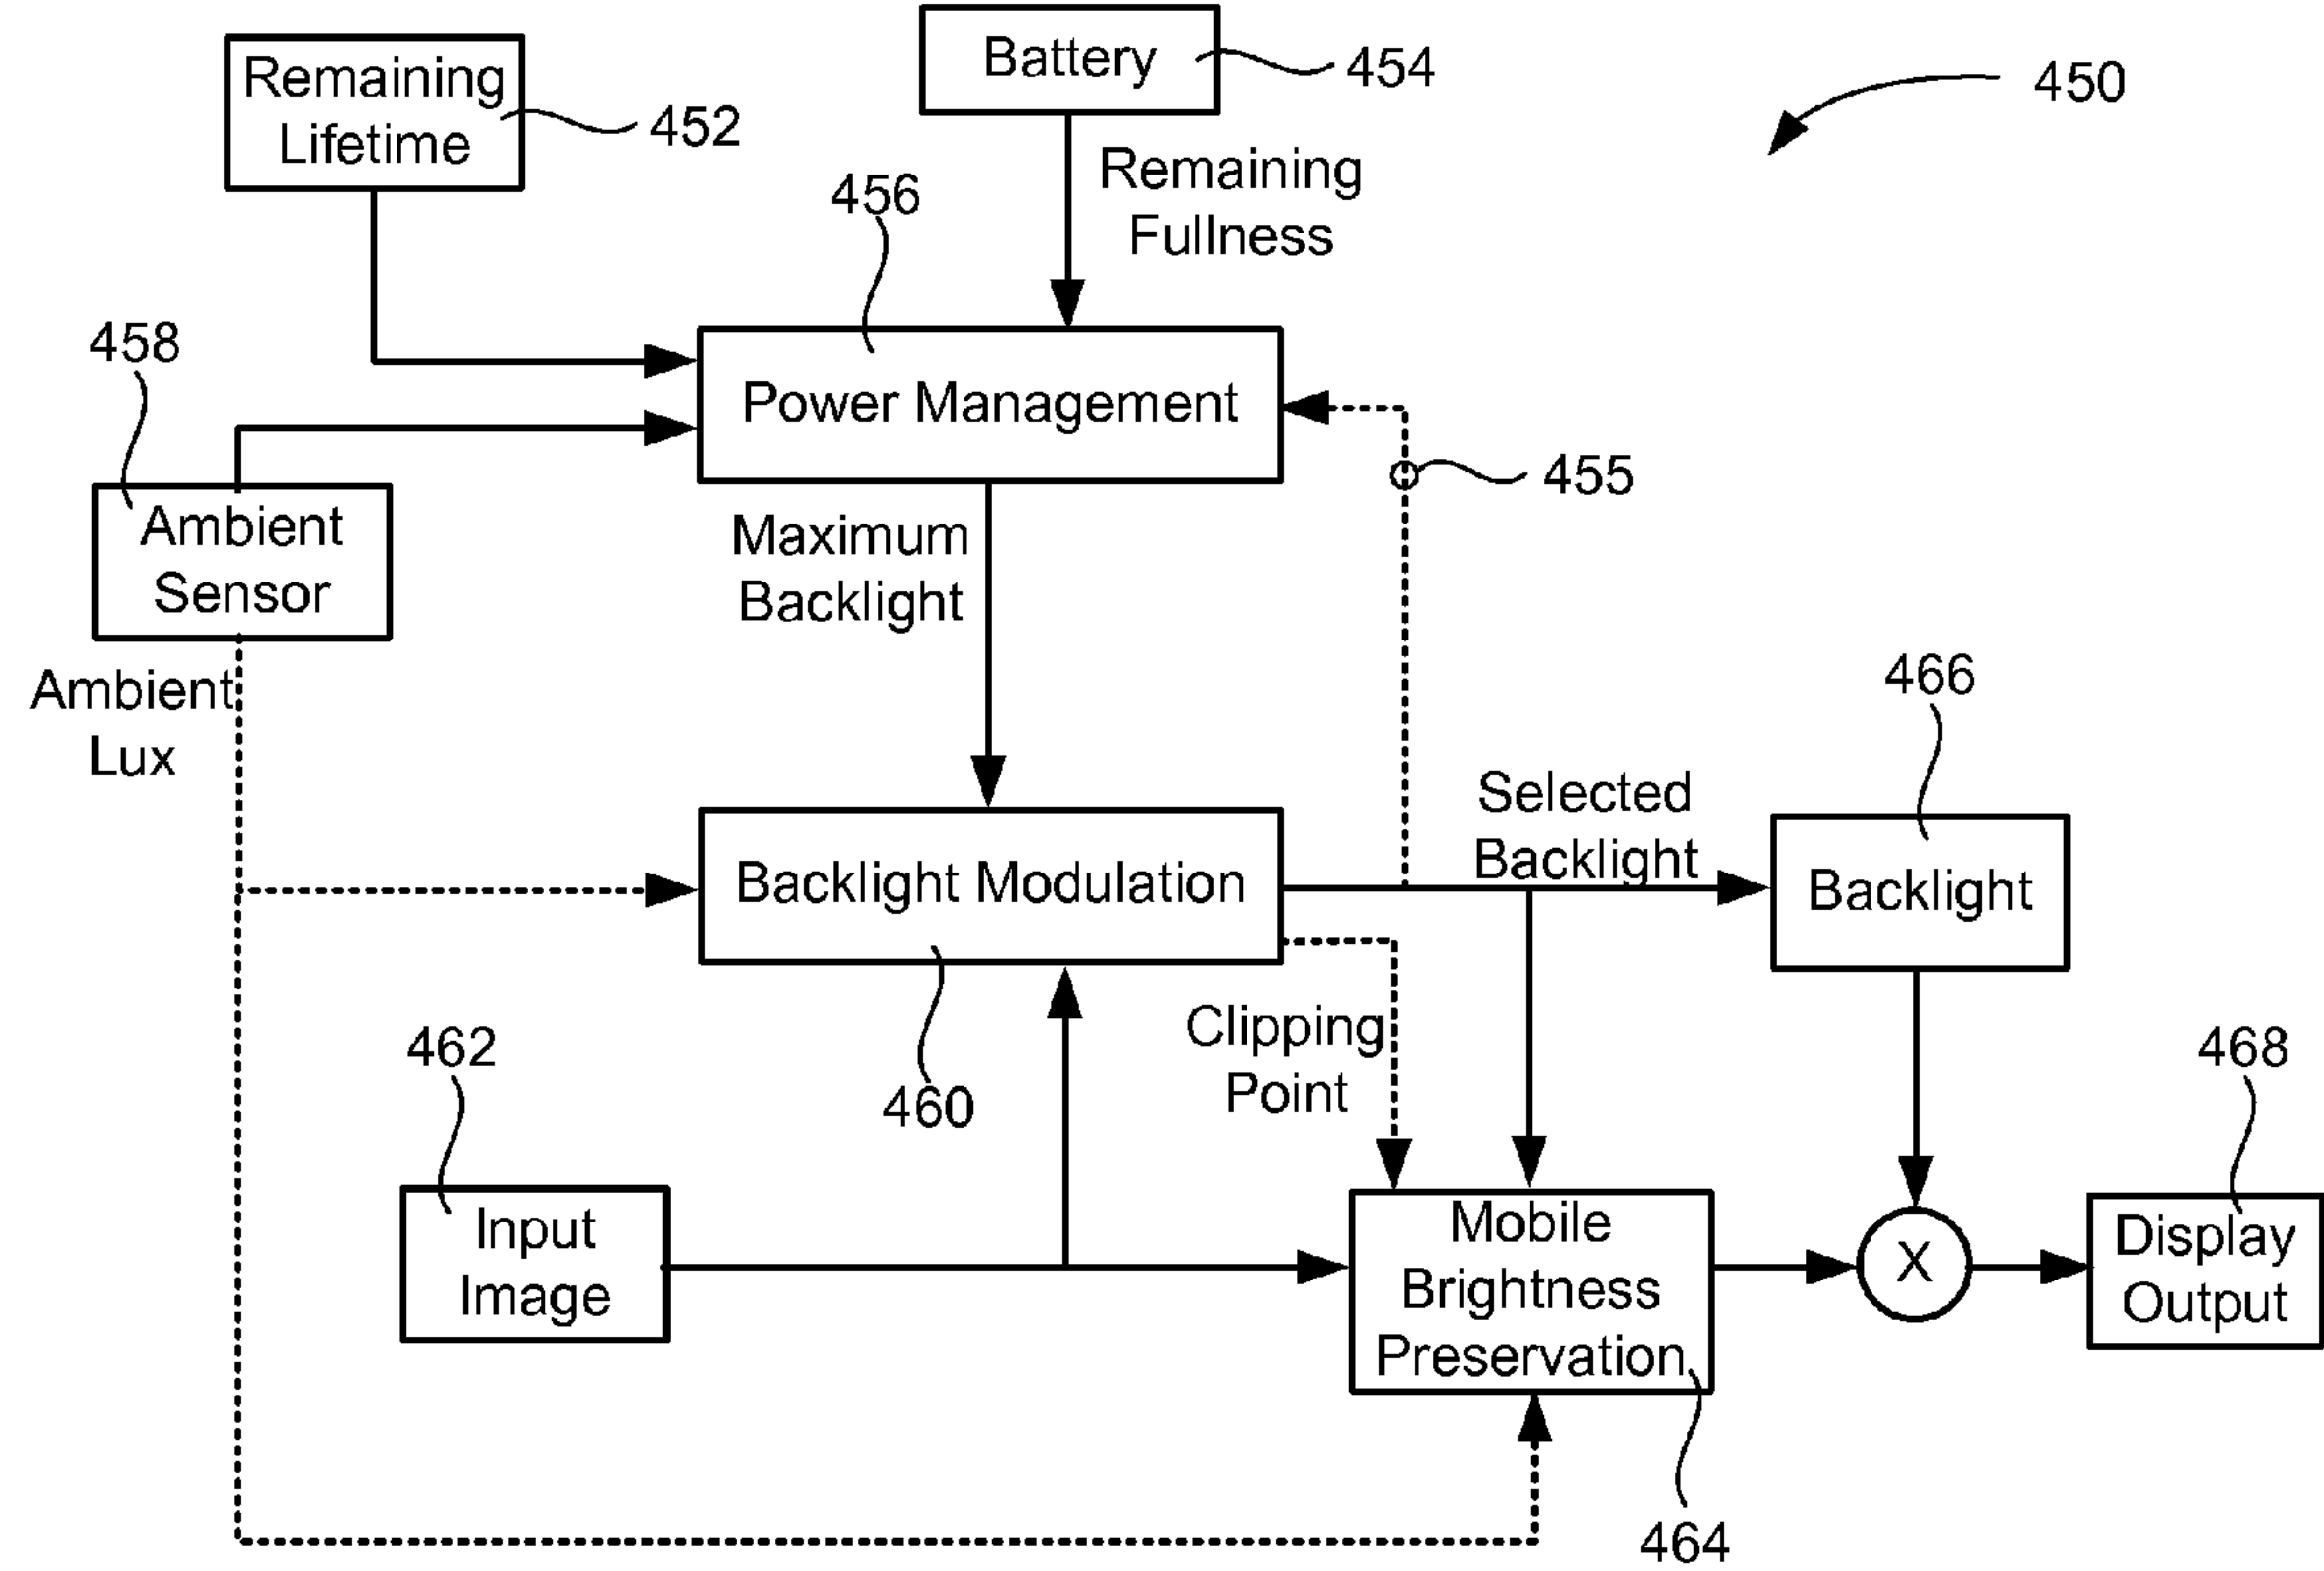 Battery
454
450
Remaining
Lifetime
452
Remaining
Fullness
456
458
Power Management
455
Ambient
Sensor
Maximum
Backlight
Ambient
Lux
466
Selected
Backlight
Backlight Modulation
Backlight
Clipping
Point
462
460
468
Input
Image
Mobile
Brightness
Preservation
X
Display
Output
464